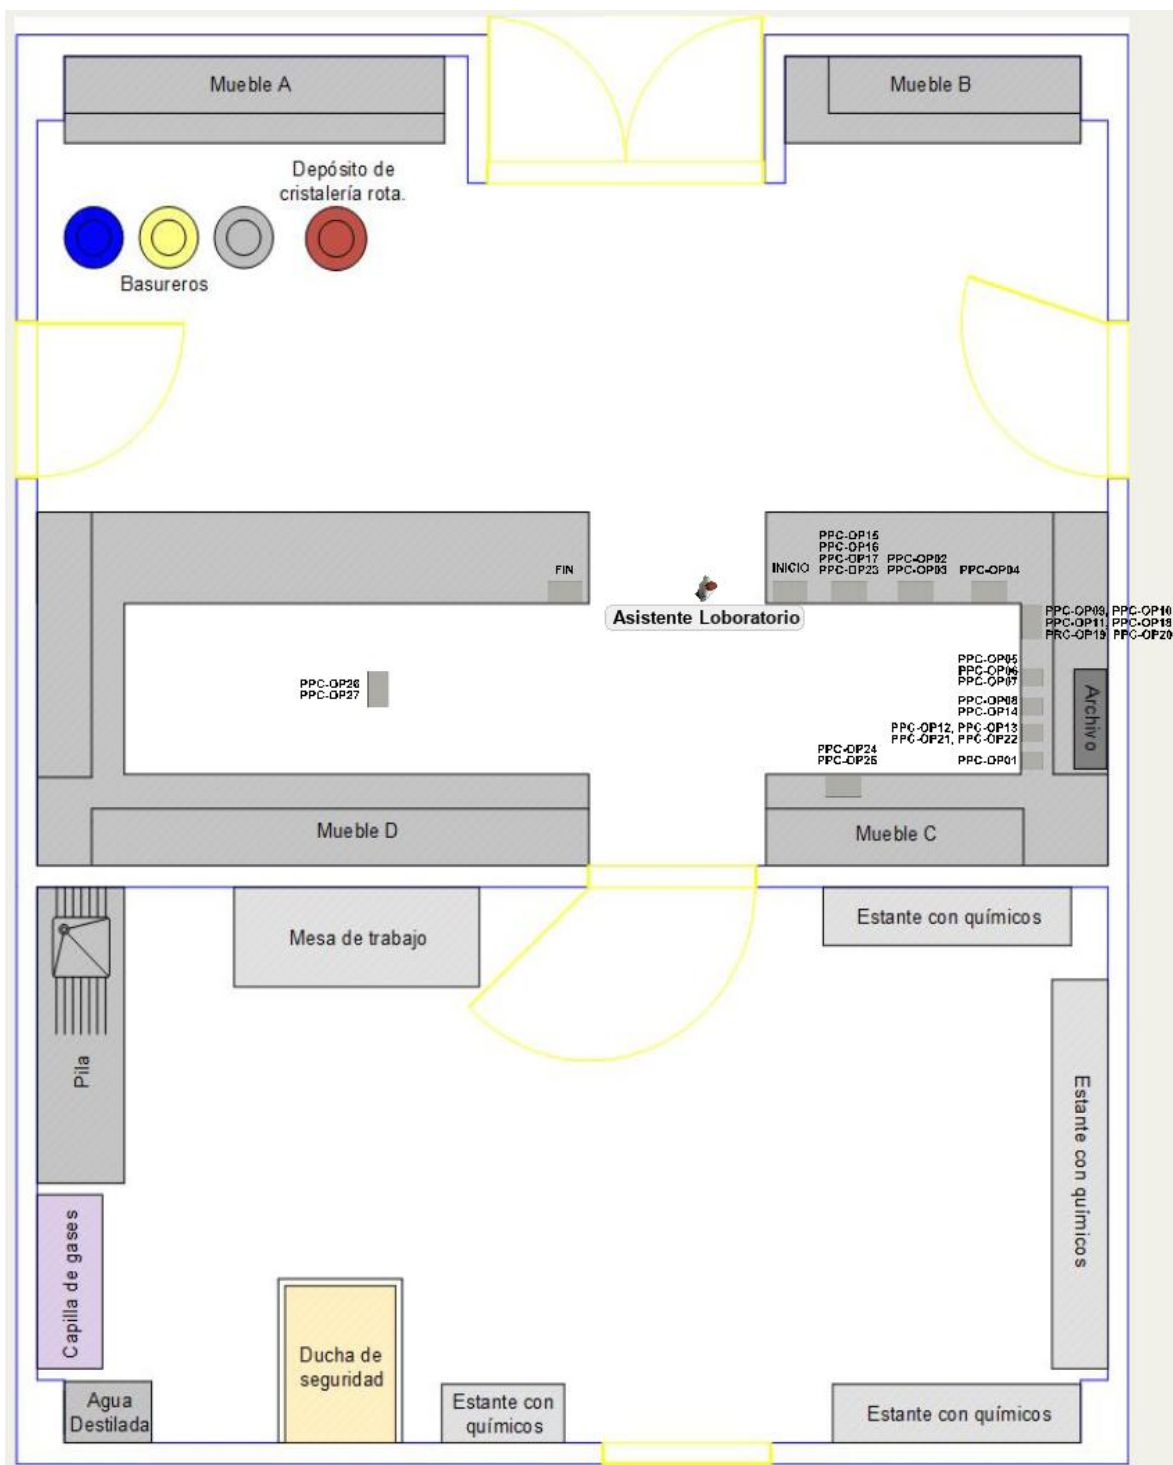 Mueble A
Mueble B
Depósito de
cristalería rota.
Basureros
FIN
INICIO
PPC-OP15
PPC-OP16
PPC-OP17
PPC-OP23
PPC-OP02
PPC-OP03
PPC-OP04
Asistente Loboratorio
PPC-OP09, PPC-OP10
PPC-OP11, PPC-OP18
PRC-OP19, PPC-OP20
PPC-OP05
PPC-OP06
PPC-OP07
PPC-OP08
PPC-OP14
PPC-OP12, PPC-OP13
PPC-OP21, PPC-OP22
PPC-OP01
Archivo
PPC-OP26
PPC-OP27
PPC-OP24
PPC-OP25
Mueble D
Mueble C
Mesa de trabajo
Estante con químicos
Pila
Estante con químicos
Capilla de gases
Ducha de
seguridad
Agua
Destilada
Estante con
químicos
Estante con químicos